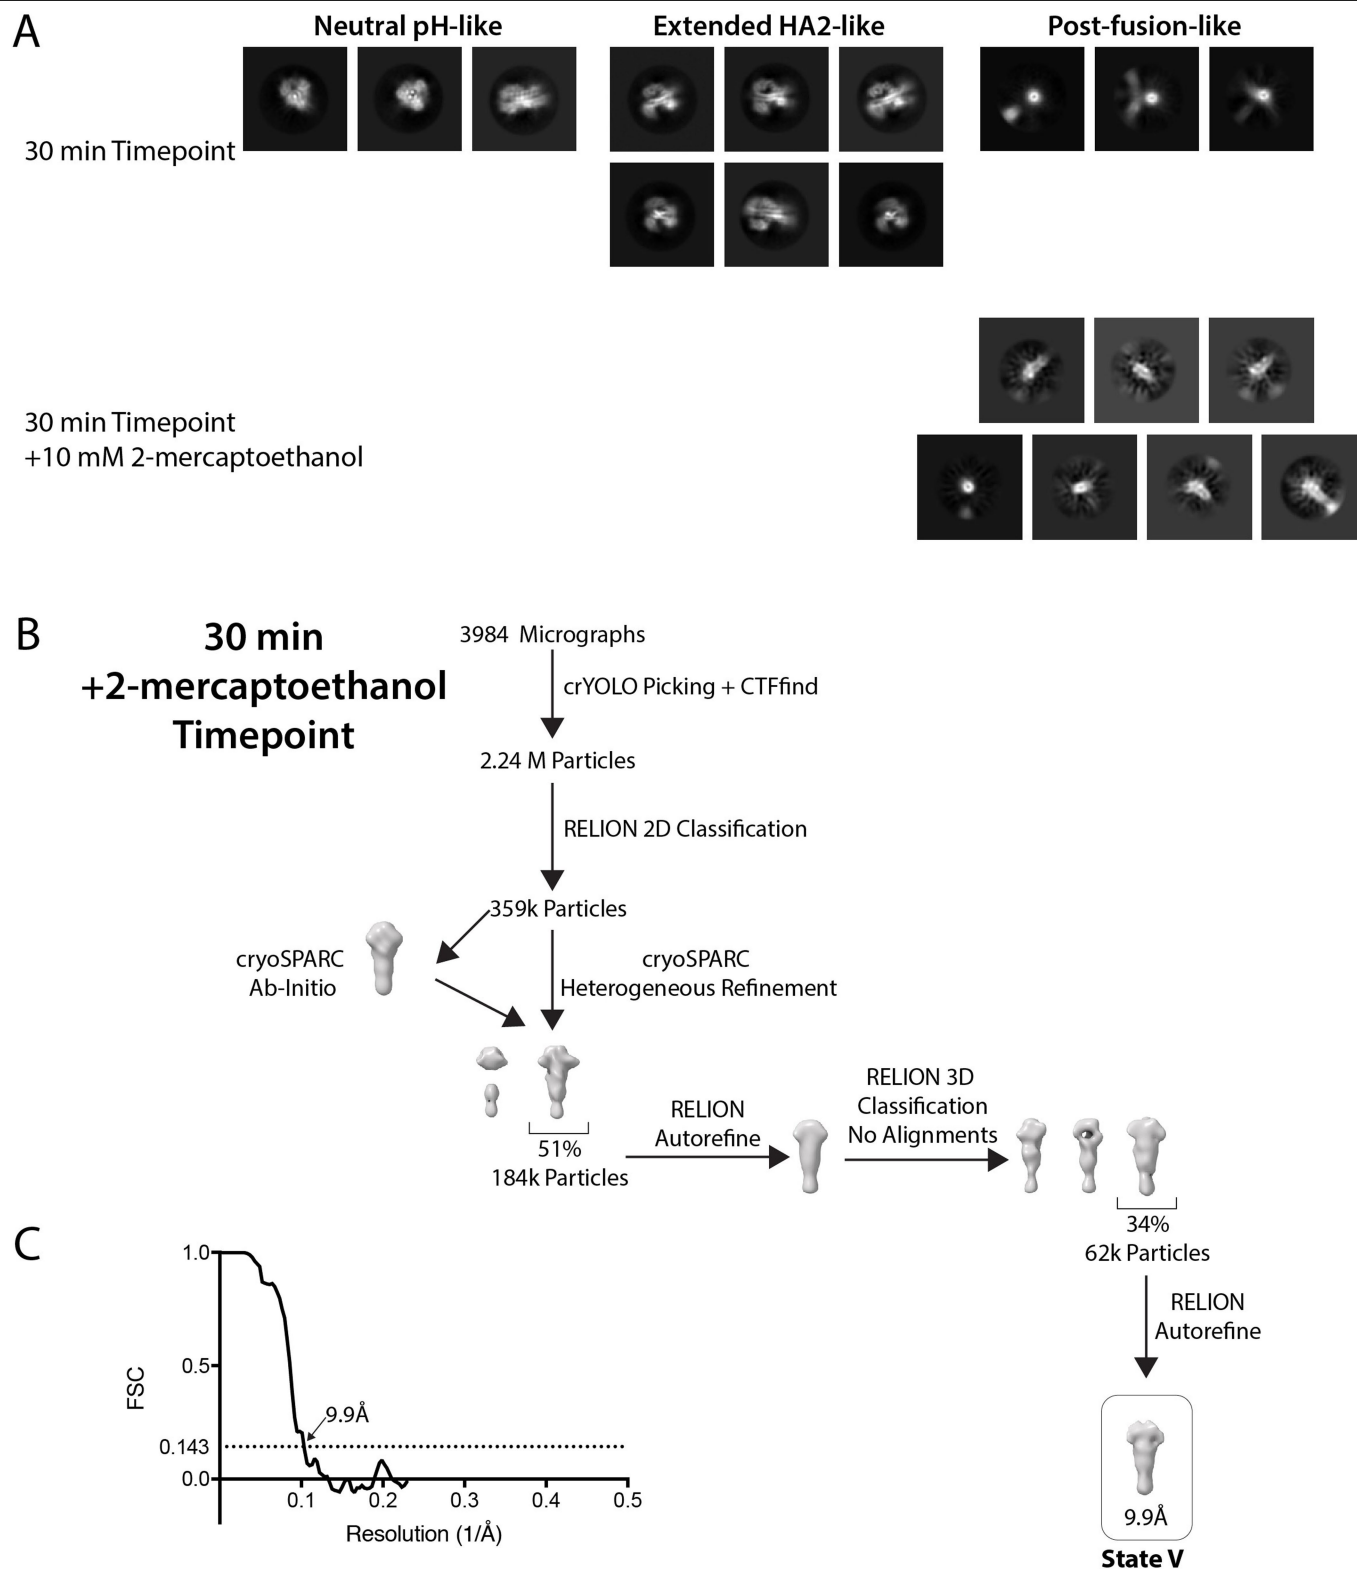 A
Neutral pH-like
Extended HA2-like
Post-fusion-like
30 min Timepoint
30 min Timepoint
+10 mM 2-mercaptoethanol
B
30 min
+2-mercaptoethanol
Timepoint
3984 Micrographs
crYOLO Picking + CTFfind
2.24 M Particles
RELION 2D Classification
359k Particles
cryoSPARC
Ab-Initio
cryoSPARC
Heterogeneous Refinement
51%
184k Particles
RELION
Autorefine
RELION 3D
Classification
No Alignments
34%
62k Particles
RELION
Autorefine
9.9Å
State V
C
1.0
0.5
0.143
0.0
FSC
9.9Å
0.1
0.2
0.3
0.4
0.5
Resolution (1/Å)